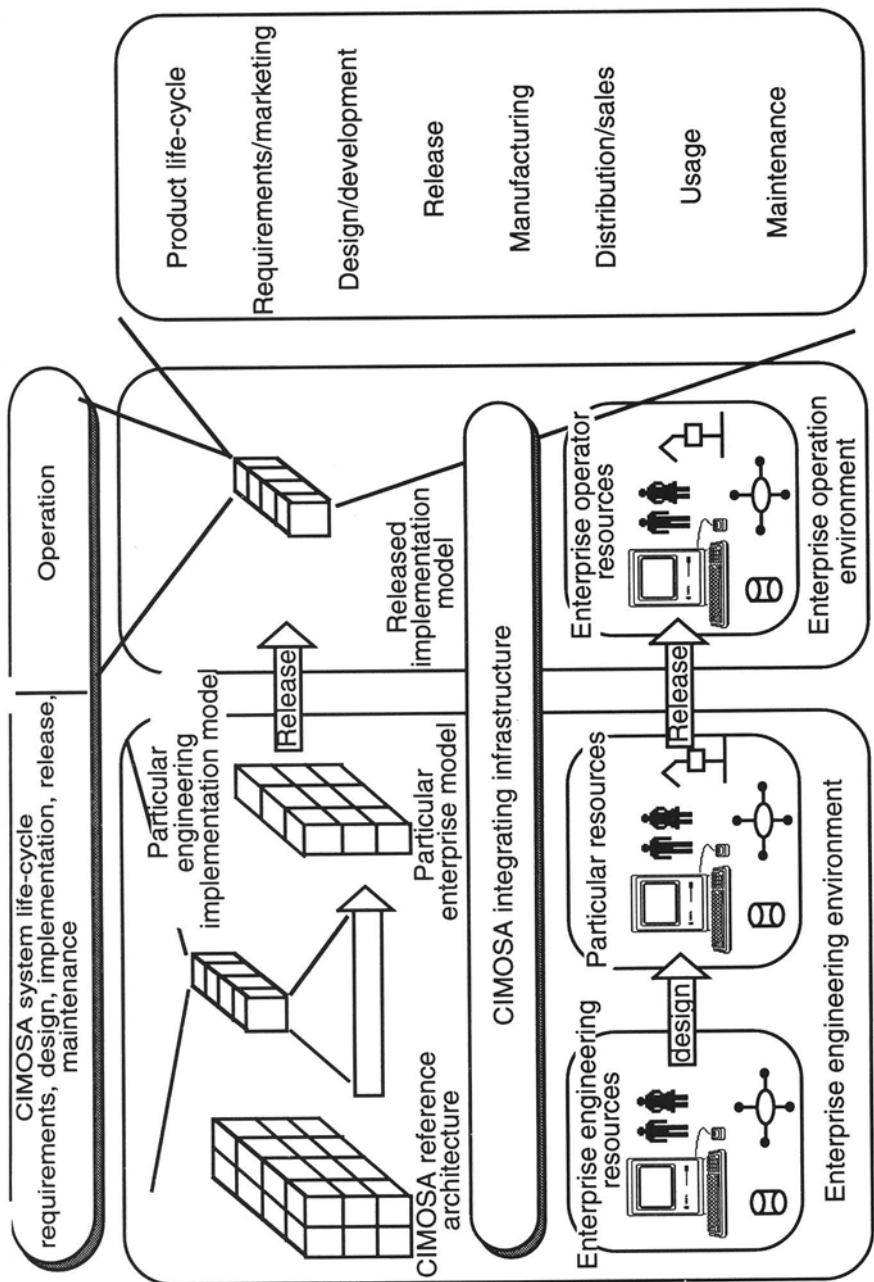 CIMOSA system life-cycle
requirements, design, implementation, release,
maintenance
Operation
Particular
engineering
implementation model
Release
CIMOSA reference
architecture
Particular
enterprise model
Released
implementation
model
CIMOSA integrating infrastructure
Enterprise engineering
resources
design
Particular resources
Release
Enterprise operator
resources
Enterprise engineering environment
Enterprise operation
environment
Product life-cycle
Requirements/marketing
Design/development
Release
Manufacturing
Distribution/sales
Usage
Maintenance